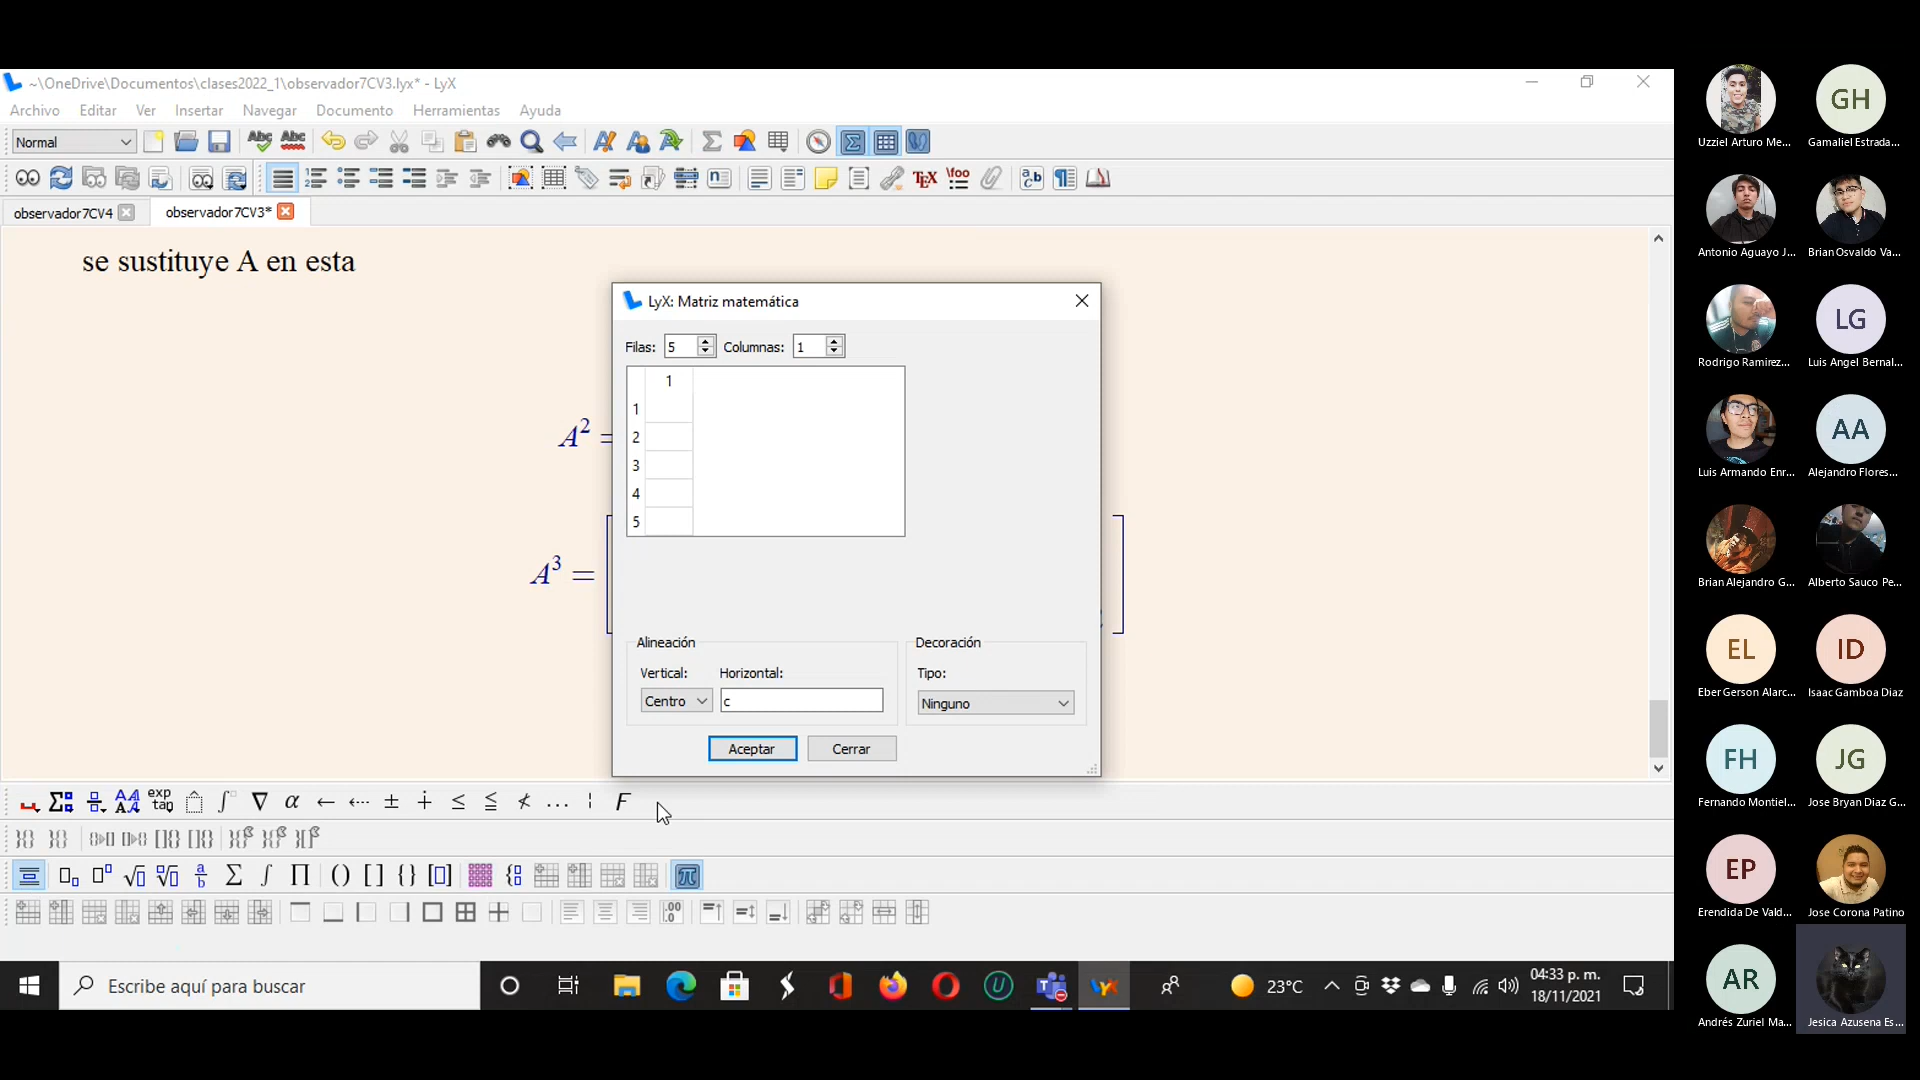 ~\OneDrive\Documentos\clases2022_1\observador7CV3.lyx* - LyX
Archivo Editar Ver Insertar Navegar Documento Herramientas Ayuda
Normal
observador7CV4 observador7CV3*
se sustituye A en esta
A² =
A³ =
LyX: Matriz matemática
Filas: 5 Columnas: 1
1
1
2
3
4
5
Alineación
Vertical: Horizontal:
Centro c
Decoración
Tipo:
Ninguno
Aceptar Cerrar
Escribe aquí para buscar
23°C
04:33 p. m.
18/11/2021
Uzziel Arturo Me...
GH
Gamaliel Estrada...
Antonio Aguayo J...
Brian Osvaldo Va...
Rodrigo Ramirez...
LG
Luis Angel Bernal...
Luis Armando Enr...
AA
Alejandro Flores...
Brian Alejandro G...
Alberto Sauco Pe...
EL
Eber Gerson Alarc...
ID
Isaac Gamboa Diaz
FH
Fernando Montiel...
JG
Jose Bryan Diaz G...
EP
Erendida De Vald...
Jose Corona Patino
AR
Andrés Zuriel Ma...
Jesica Azusena Es...